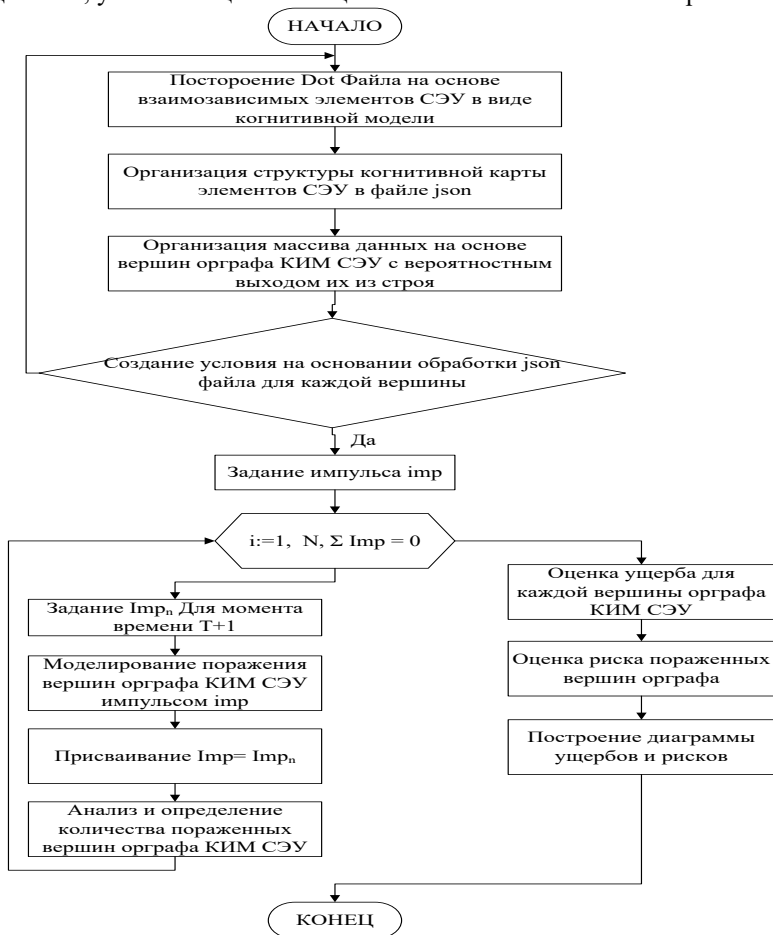 НАЧАЛО
Постороение Dot Файла на основе
взаимозависимых элементов СЭУ в виде
когнитивной модели
Организация структуры когнитивной карты
элементов СЭУ в файле json
Организация массива данных на основе
вершин орграфа КИМ СЭУ с вероятностным
выходом их из строя
Создание условия на основании обработки json
файла для каждой вершины
Да
Задание импульса imp
i:=1, N, Σ Imp = 0
Задание Impn Для момента
времени T+1
Моделирование поражения
вершин орграфа КИМ СЭУ
импульсом imp
Присваивание Imp= Impn
Анализ и определение
количества пораженных
вершин орграфа КИМ СЭУ
Оценка ущерба для
каждой вершины орграфа
КИМ СЭУ
Оценка риска пораженных
вершин орграфа
Построение диаграммы
ущербов и рисков
КОНЕЦ